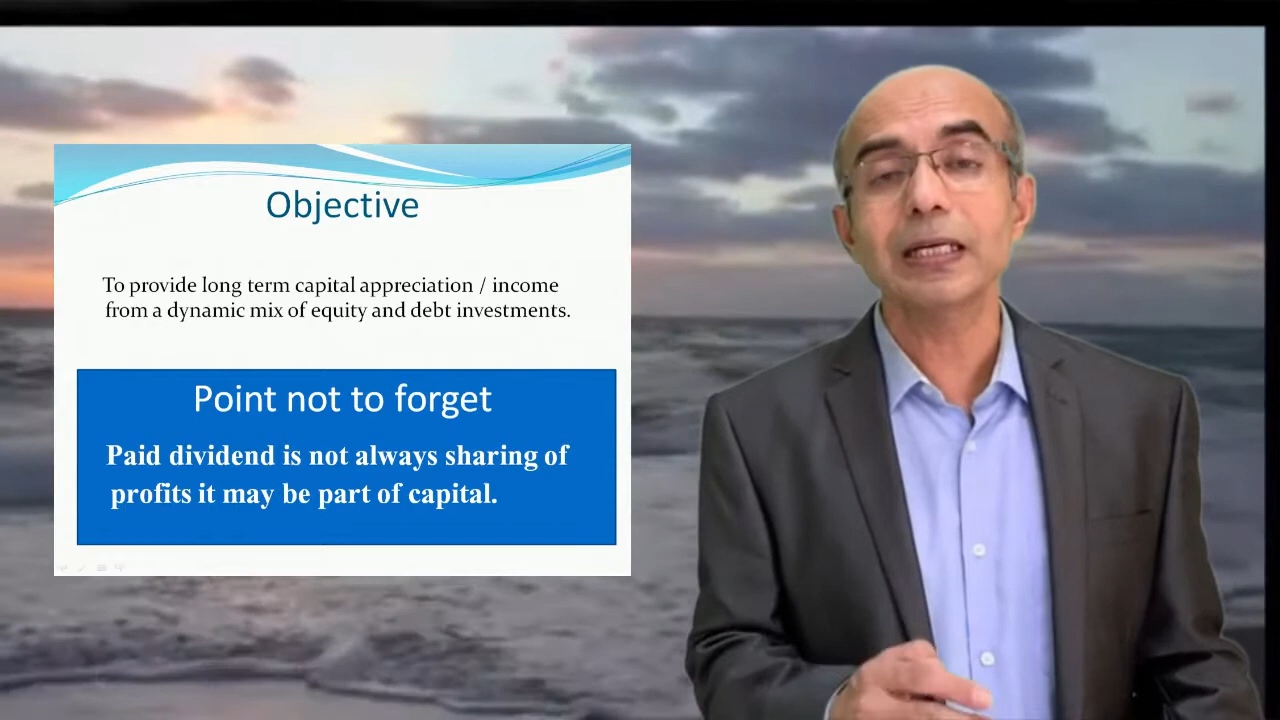 Objective
To provide long term capital appreciation / income
from a dynamic mix of equity and debt investments.
Point not to forget
Paid dividend is not always sharing of
profits it may be part of capital.